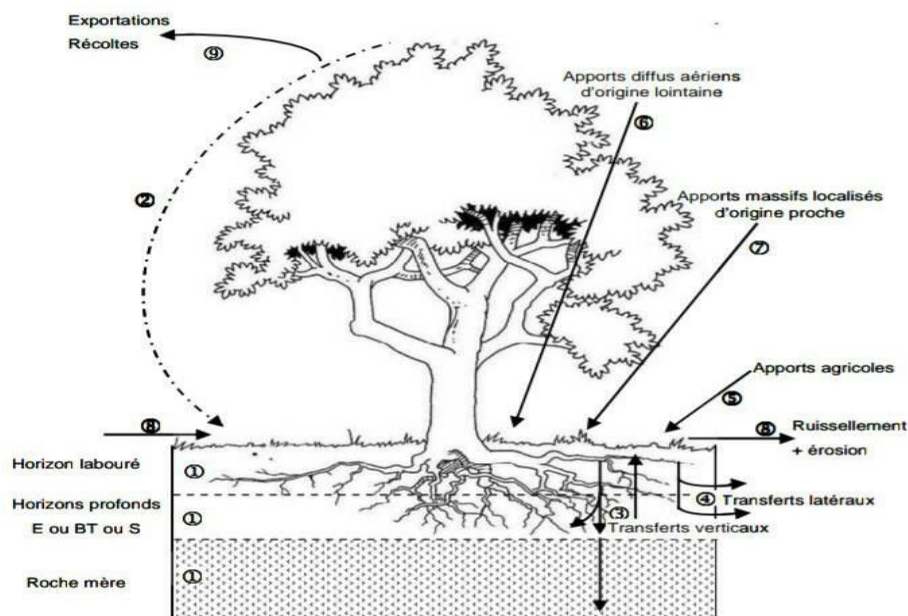 Exportations
Récoltes
⑨
Apports diffus aériens
d'origine lointaine
⑥
②
Apports massifs localisés
d'origine proche
⑦
Apports agricoles
⑤
⑧
⑧ Ruissellement
+ érosion
Horizon labouré
①
Horizons profonds
E ou BT ou S
①
④ Transferts latéraux
③
Transferts verticaux
Roche mère
①